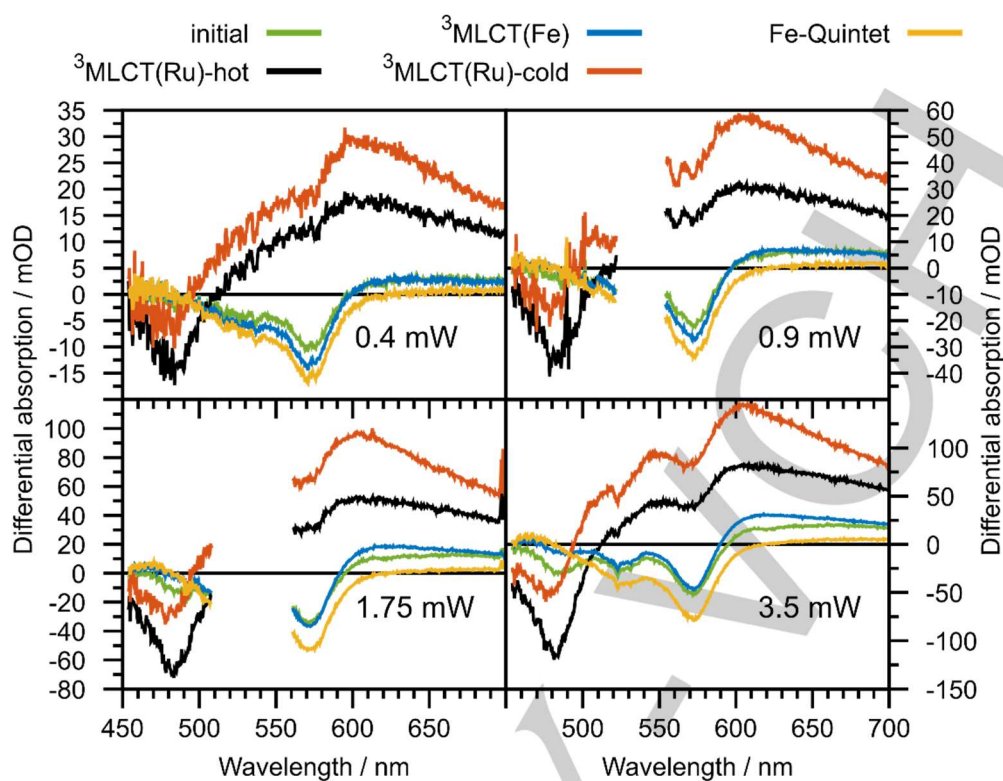 initial ³MLCT(Fe) Fe-Quintet
³MLCT(Ru)-hot ³MLCT(Ru)-cold
35 60
30 50
25 40
20 30
15 20
10 10
5 0
0 -10
-5 -20
-10 -30
-15 -40
0.4 mW 0.9 mW
Differential absorption / mOD
Differential absorption / mOD
100 100
80 50
60 0
40 -50
20 -100
0 -150
-20
-40
-60
-80
1.75 mW 3.5 mW
450 500 550 600 650 500 550 600 650 700
Wavelength / nm Wavelength / nm